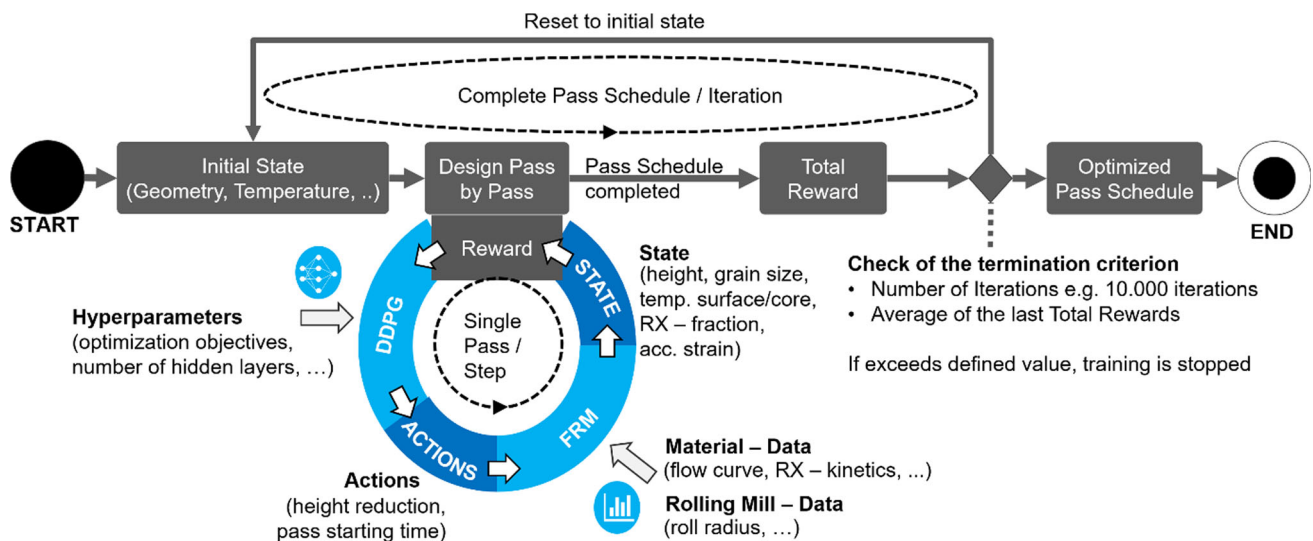 Reset to initial state
Complete Pass Schedule / Iteration
START
Initial State
(Geometry, Temperature, ..)
Design Pass
by Pass
Pass Schedule
completed
Total
Reward
Optimized
Pass Schedule
END
Reward
DDPG
ACTIONS
FRM
STATE
Single
Pass /
Step
Hyperparameters
(optimization objectives,
number of hidden layers, …)
Actions
(height reduction,
pass starting time)
State
(height, grain size,
temp. surface/core,
RX – fraction,
acc. strain)
Material – Data
(flow curve, RX – kinetics, ...)
Rolling Mill – Data
(roll radius, …)
Check of the termination criterion
• Number of Iterations e.g. 10.000 iterations
• Average of the last Total Rewards
If exceeds defined value, training is stopped